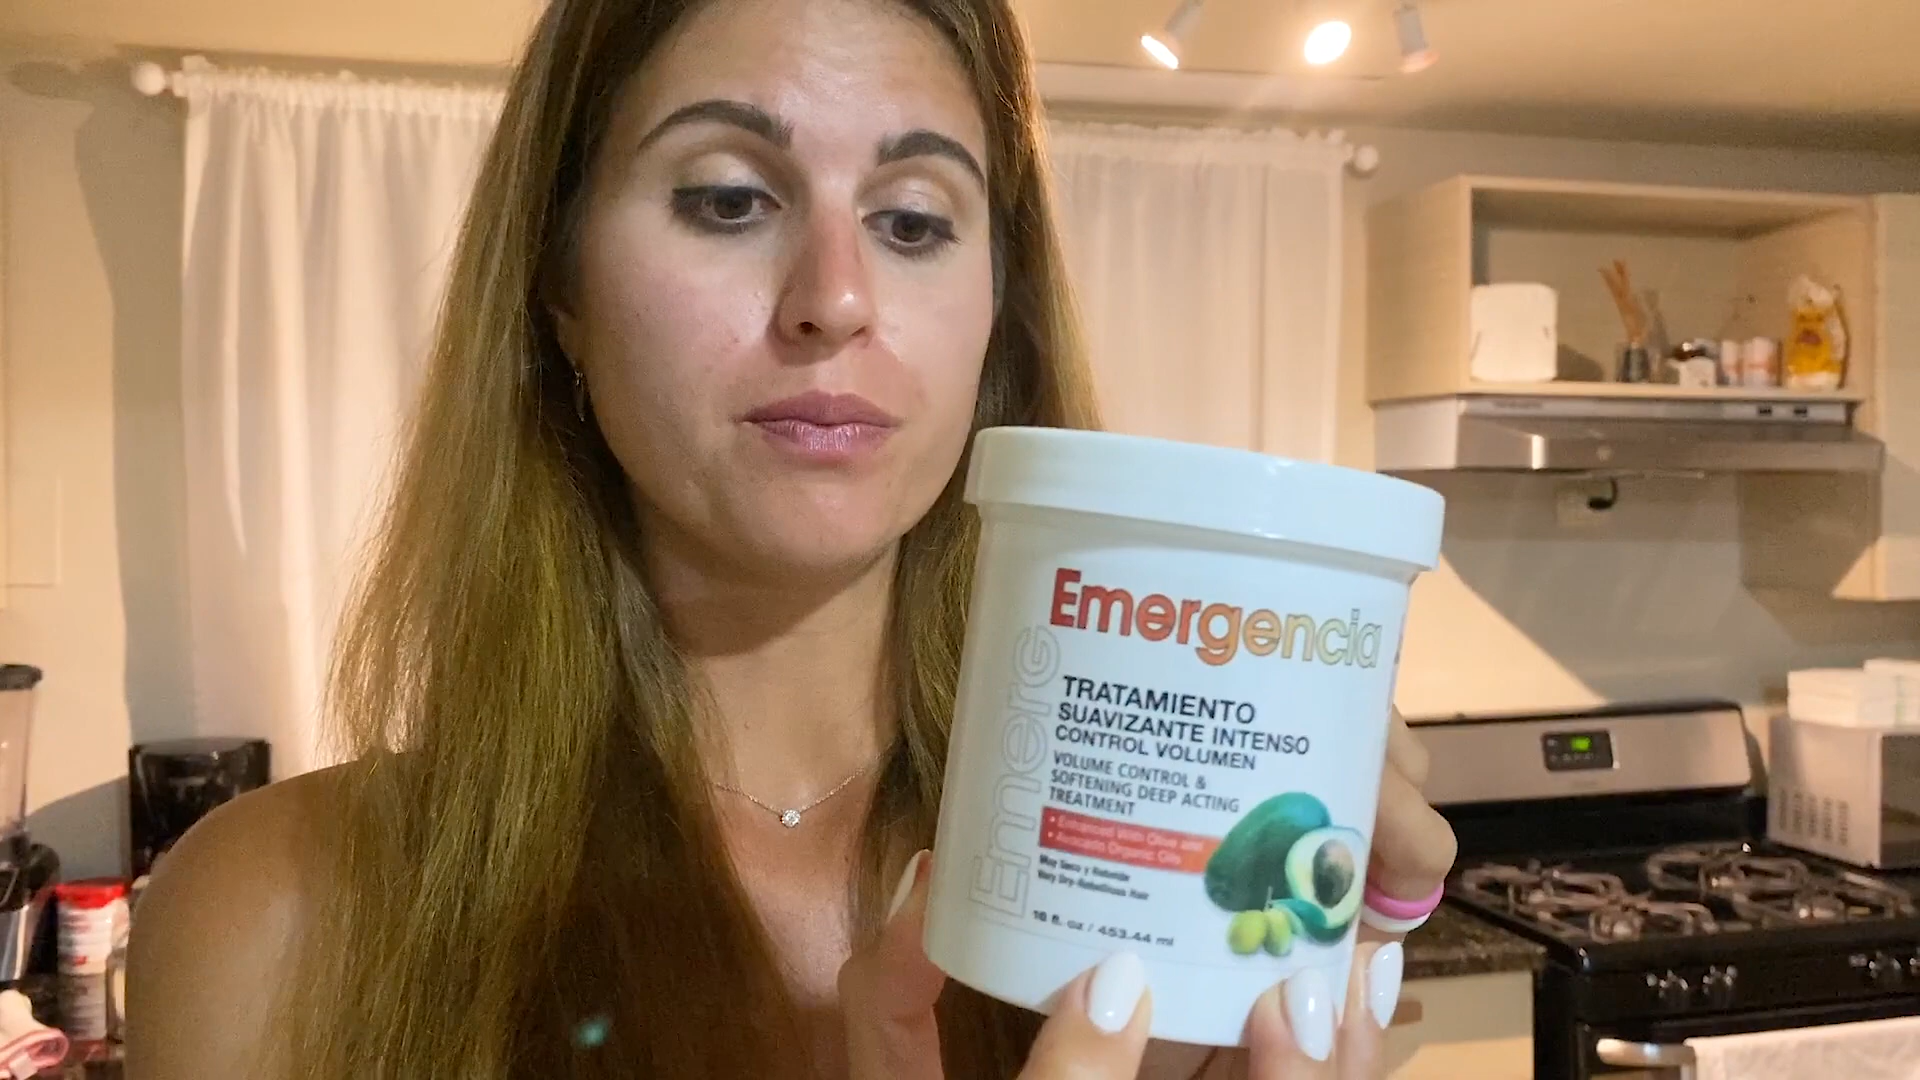 Emergencia
Emerg
TRATAMIENTO
SUAVIZANTE INTENSO
CONTROL VOLUMEN
VOLUME CONTROL &
SOFTENING DEEP ACTING
TREATMENT
• Enhanced With Olive and
• Avocado Organic Oils
Muy Seco y Rebelde
Very Dry-Rebellious Hair
16 fl. oz / 453.44 ml